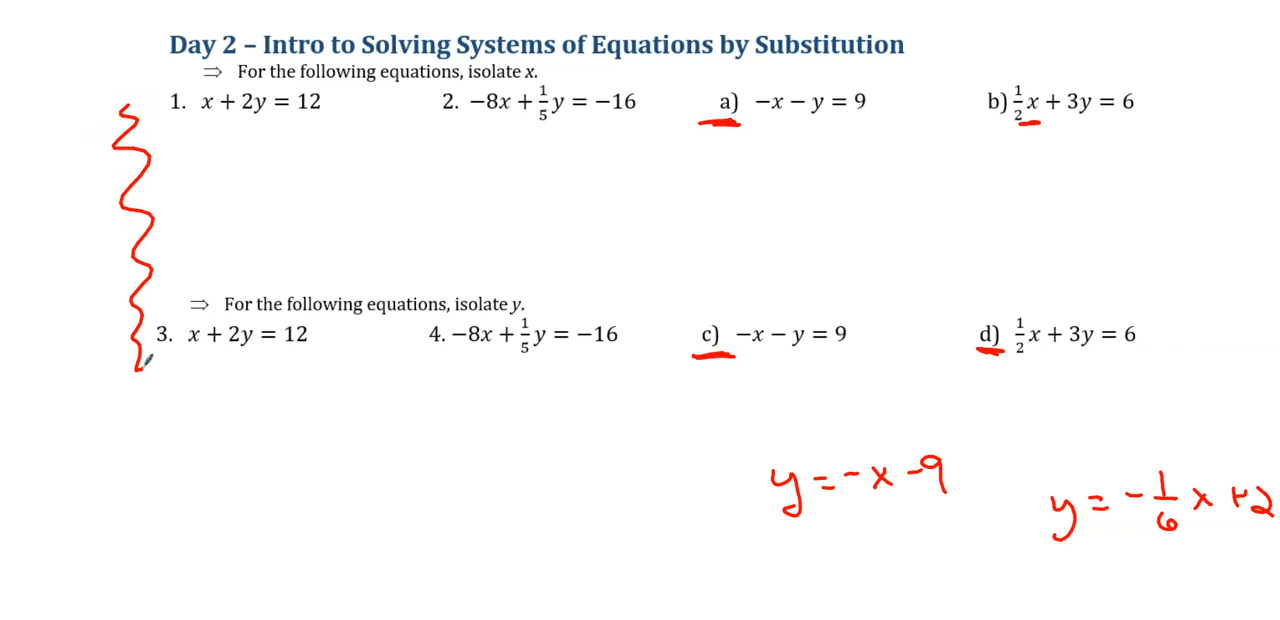 Day 2 – Intro to Solving Systems of Equations by Substitution
⇒ For the following equations, isolate x.
1. x + 2y = 12 2. −8x + 1/5 y = −16 a) −x − y = 9 b) 1/2 x + 3y = 6
⇒ For the following equations, isolate y.
3. x + 2y = 12 4. −8x + 1/5 y = −16 c) −x − y = 9 d) 1/2 x + 3y = 6
y = -x -9
y = -1/6 x +2